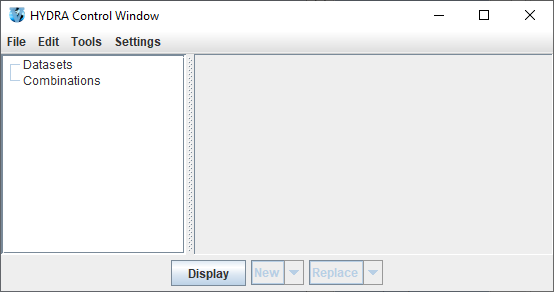 HYDRA Control Window
File Edit Tools Settings
Datasets
Combinations
Display New Replace